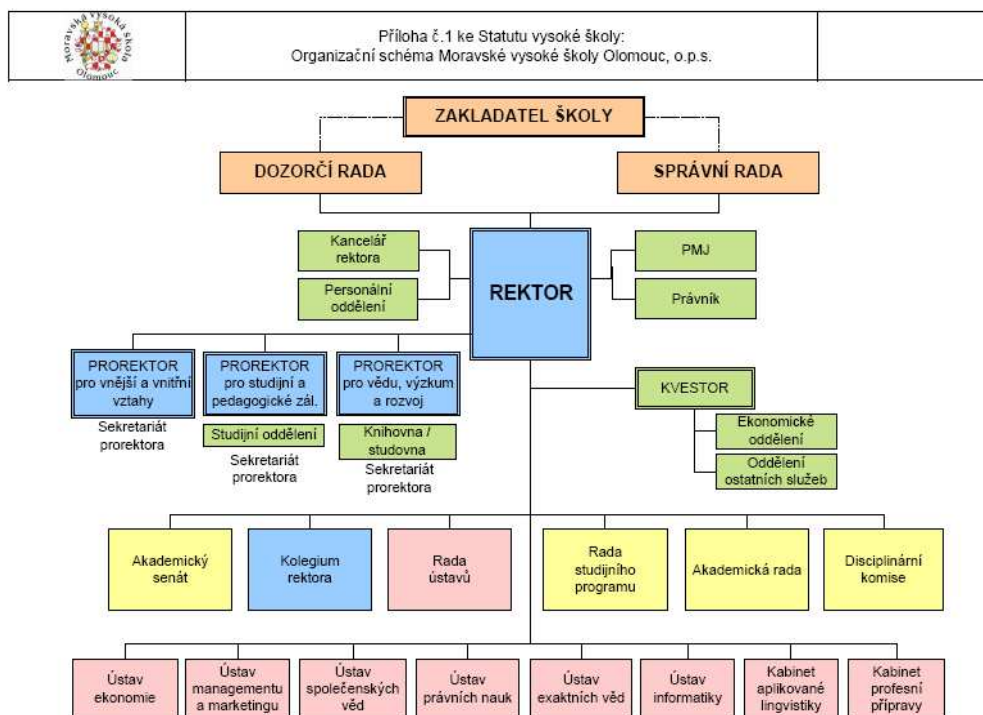 Moravská vysoká škola
Olomouc
Příloha č.1 ke Statutu vysoké školy:
Organizační schéma Moravské vysoké školy Olomouc, o.p.s.
ZAKLADATEL ŠKOLY
DOZORČÍ RADA
SPRÁVNÍ RADA
Kancelář
rektora
Personální
oddělení
REKTOR
PMJ
Právník
PROREKTOR
pro vnější a vnitřní
vztahy
Sekretariát
prorektora
PROREKTOR
pro studijní a
pedagogické zál.
Studijní oddělení
Sekretariát
prorektora
PROREKTOR
pro vědu, výzkum
a rozvoj
Knihovna /
studovna
Sekretariát
prorektora
KVESTOR
Ekonomické
oddělení
Oddělení
ostatních služeb
Akademický
senát
Kolegium
rektora
Rada
ústavů
Rada
studijního
programu
Akademická rada
Disciplinární
komise
Ústav
ekonomie
Ústav
managementu
a marketingu
Ústav
společenských
věd
Ústav
právních nauk
Ústav
exaktních věd
Ústav
informatiky
Kabinet
aplikované
lingvistiky
Kabinet
profesní
přípravy